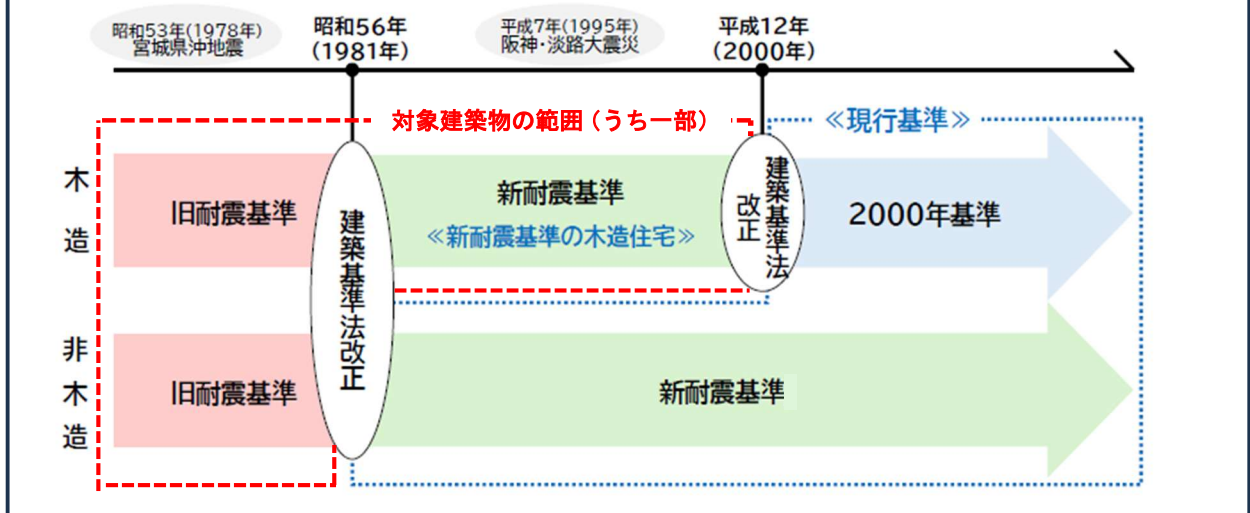 昭和53年(1978年)
宮城県沖地震
昭和56年
(1981年)
平成7年(1995年)
阪神・淡路大震災
平成12年
(2000年)
対象建築物の範囲（うち一部）
≪現行基準≫
木造
旧耐震基準
建築基準法改正
新耐震基準
≪新耐震基準の木造住宅≫
建築基準法
改正
2000年基準
非木造
旧耐震基準
新耐震基準